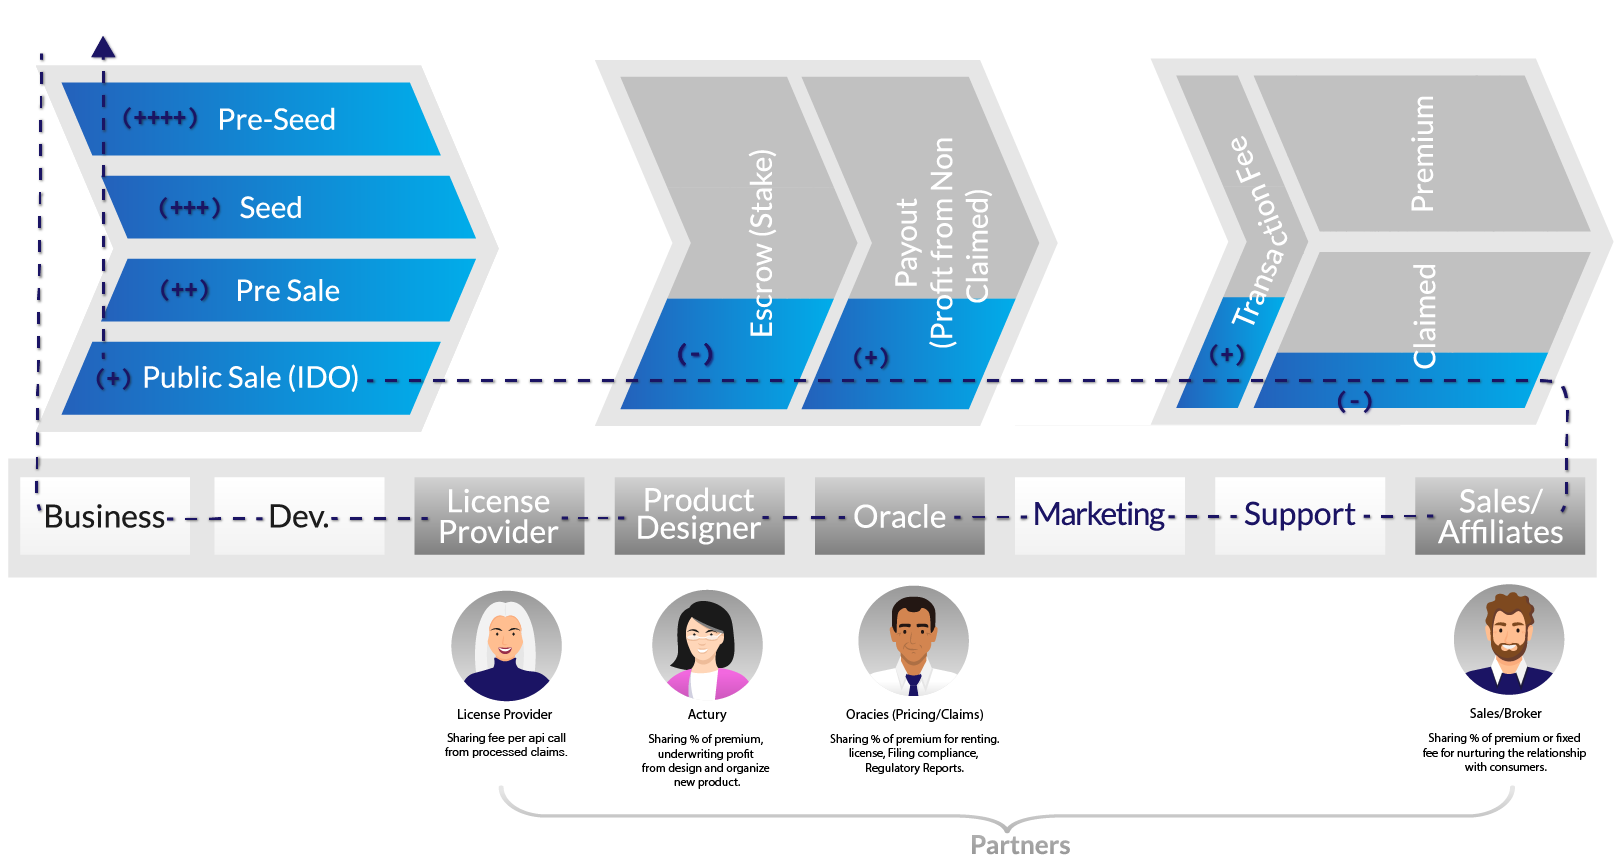 (++++) Pre-Seed
(+++) Seed
(++) Pre Sale
(+) Public Sale (IDO)
Escrow (Stake)
(-)
Payout
(Profit from Non
Claimed)
(+)
Transaction Fee
(+)
Premium
Claimed
(-)
Business
Dev.
License
Provider
Product
Designer
Oracle
Marketing
Support
Sales/
Affiliates
License Provider
Sharing fee per api call
from processed claims.
Actury
Sharing % of premium,
underwriting profit
from design and organize
new product.
Oracies (Pricing/Claims)
Sharing % of premium for renting.
license, Filing compliance,
Regulatory Reports.
Sales/Broker
Sharing % of premium or fixed
fee for nurturing the relationship
with consumers.
Partners